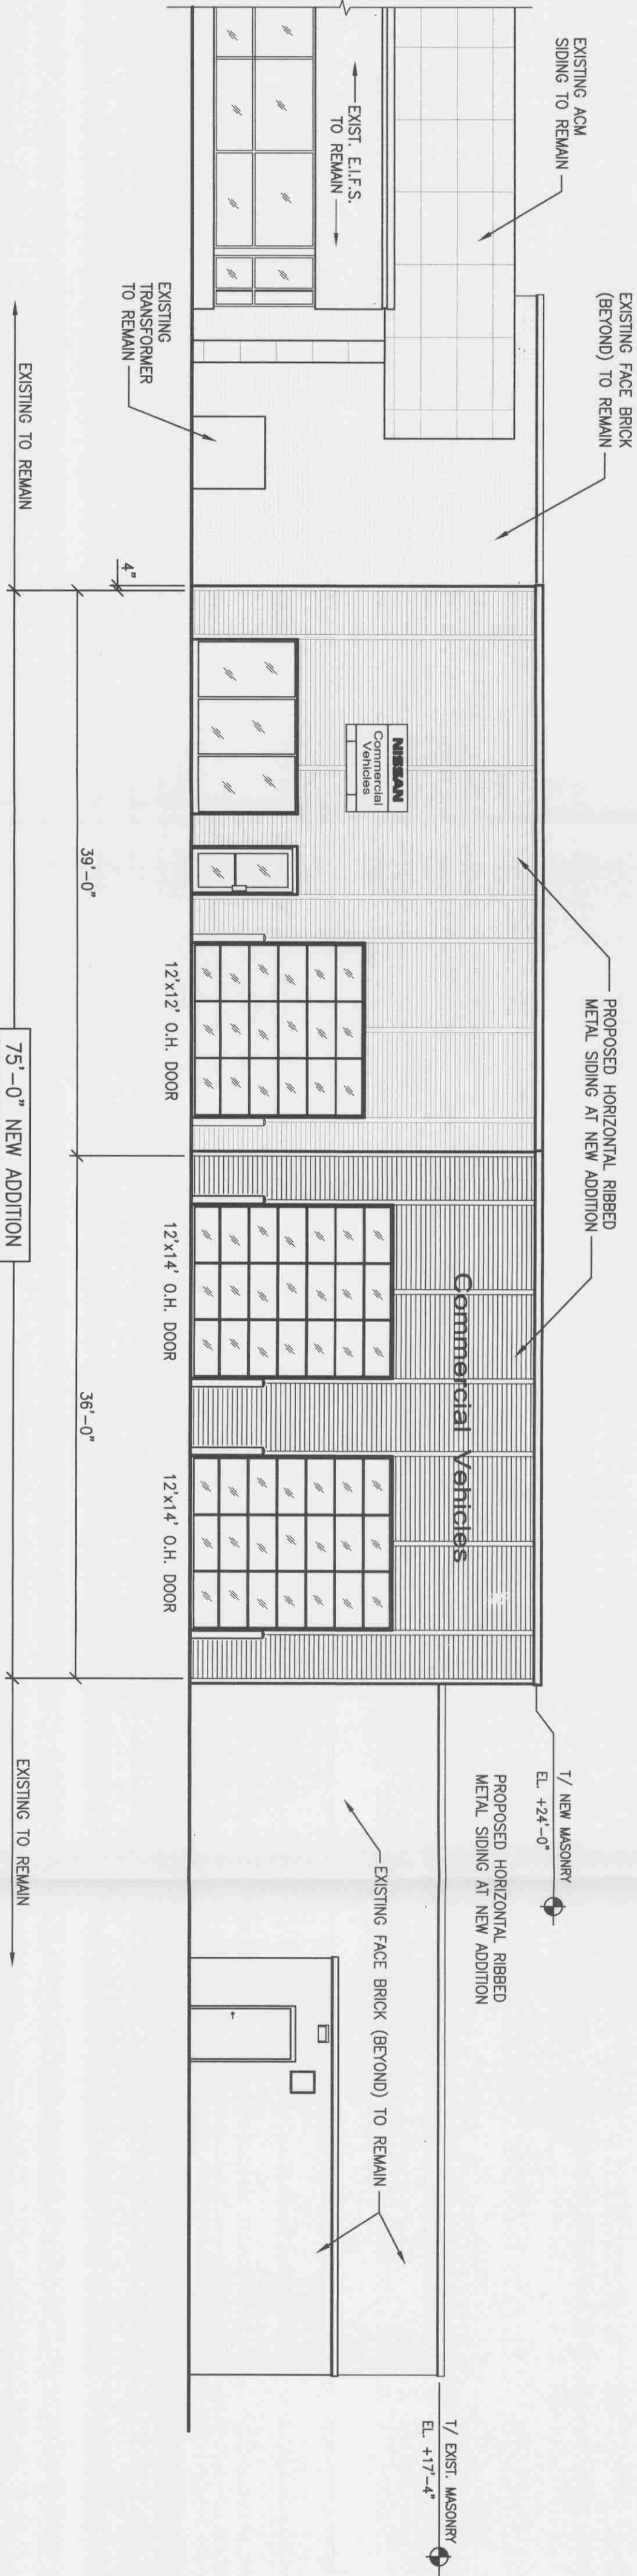 EXISTING ACM
SIDING TO REMAIN
EXISTING FACE BRICK
(BEYOND) TO REMAIN
EXIST. E.I.F.S.
TO REMAIN
EXISTING
TRANSFORMER
TO REMAIN
EXISTING TO REMAIN
4"
PROPOSED HORIZONTAL RIBBED
METAL SIDING AT NEW ADDITION
NISSAN
Commercial
Vehicles
Commercial Vehicles
12'x12' O.H. DOOR
12'x14' O.H. DOOR
12'x14' O.H. DOOR
39'-0"
36'-0"
75'-0" NEW ADDITION
T/ NEW MASONRY
EL. +24'-0"
PROPOSED HORIZONTAL RIBBED
METAL SIDING AT NEW ADDITION
EXISTING FACE BRICK (BEYOND) TO REMAIN
EXISTING TO REMAIN
T/ EXIST. MASONRY
EL. +17'-4"